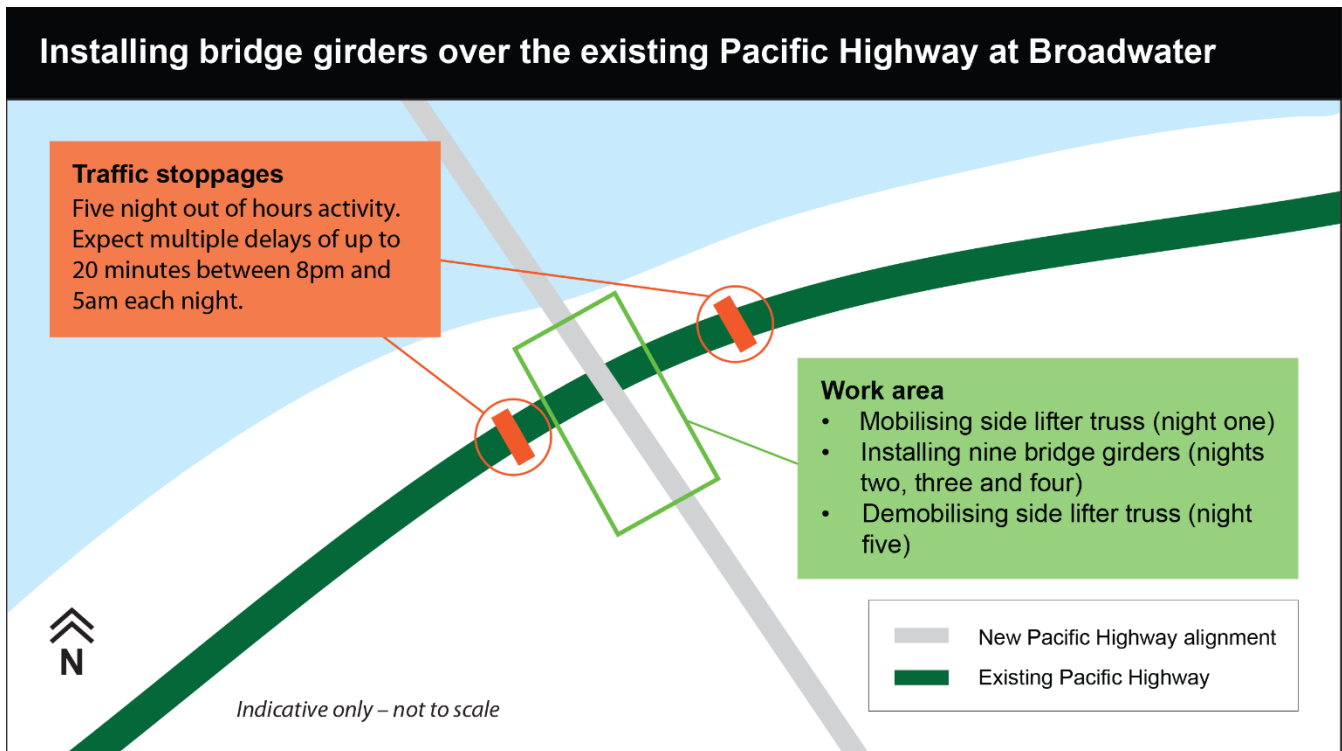 Installing bridge girders over the existing Pacific Highway at Broadwater
Traffic stoppages
Five night out of hours activity.
Expect multiple delays of up to
20 minutes between 8pm and
5am each night.
Work area
• Mobilising side lifter truss (night one)
• Installing nine bridge girders (nights
two, three and four)
• Demobilising side lifter truss (night
five)
New Pacific Highway alignment
Existing Pacific Highway
N
Indicative only – not to scale